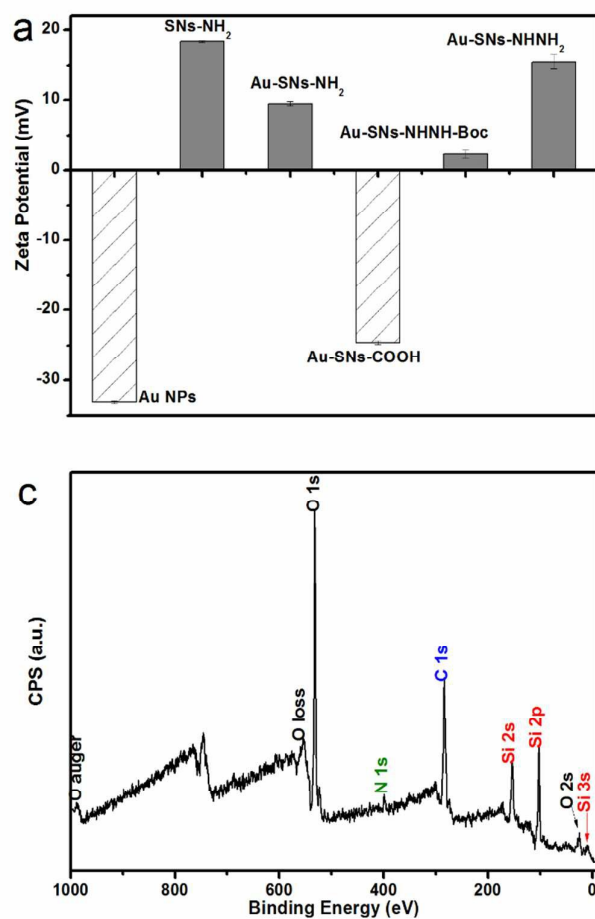 a
Zeta Potential (mV)
20
10
0
-10
-20
-30
SNs-NH₂
Au-SNs-NHNH₂
Au-SNs-NH₂
Au-SNs-NHNH-Boc
Au-SNs-COOH
Au NPs
c
CPS (a.u.)
O auger
O loss
O 1s
N 1s
C 1s
Si 2s
Si 2p
O 2s
Si 3s
1000 800 600 400 200 0
Binding Energy (eV)